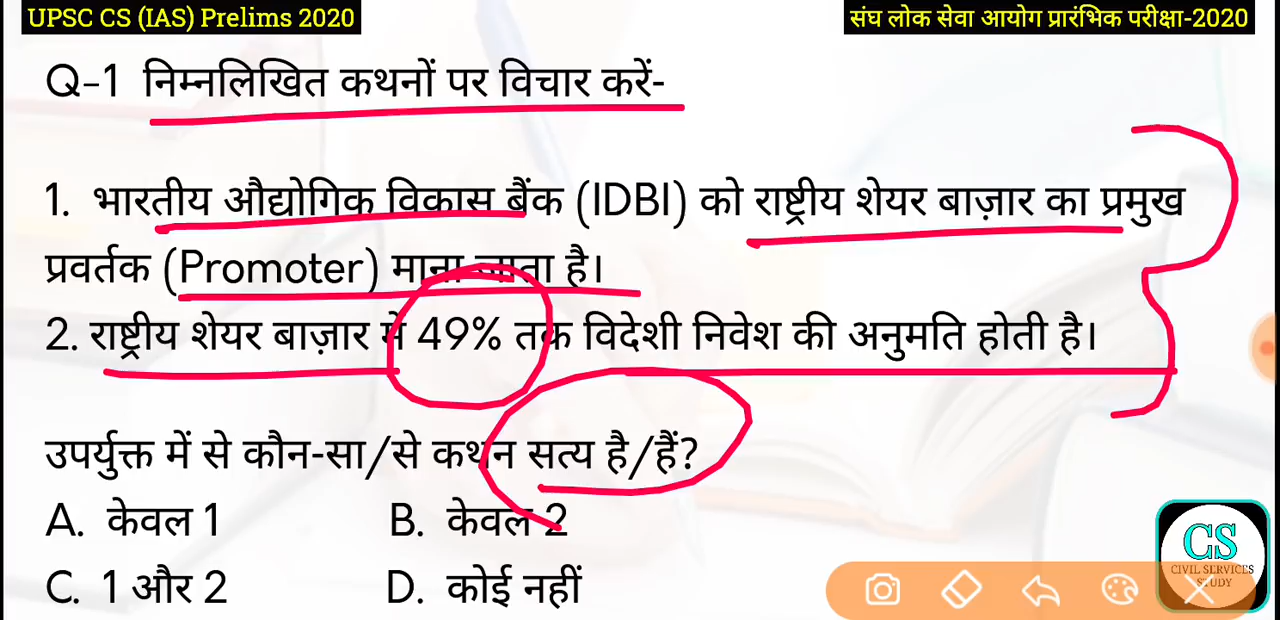 UPSC CS (IAS) Prelims 2020
संघ लोक सेवा आयोग प्रारंभिक परीक्षा-2020
Q-1 निम्नलिखित कथनों पर विचार करें-
1. भारतीय औद्योगिक विकास बैंक (IDBI) को राष्ट्रीय शेयर बाज़ार का प्रमुख
प्रवर्तक (Promoter) माना जाता है।
2. राष्ट्रीय शेयर बाज़ार में 49% तक विदेशी निवेश की अनुमति होती है।
उपर्युक्त में से कौन-सा/से कथन सत्य है/हैं?
A. केवल 1 B. केवल 2
C. 1 और 2 D. कोई नहीं
CS
CIVIL SERVICES
STUDY